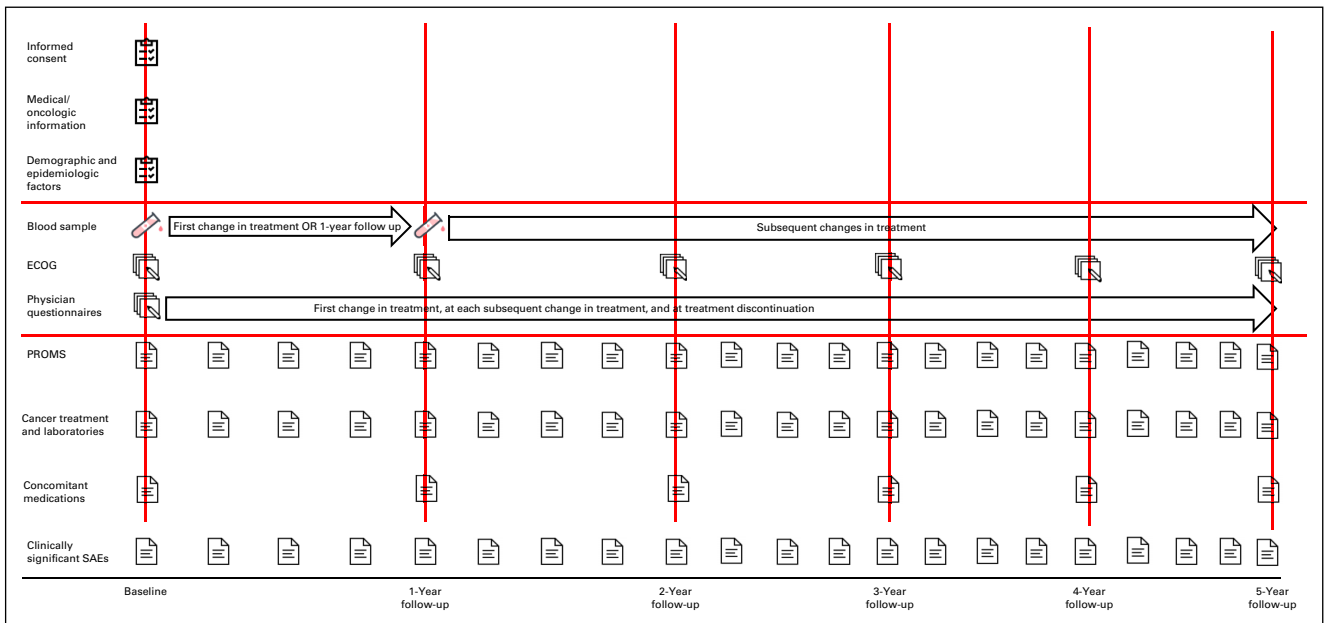 Informed
consent
Medical/
oncologic
information
Demographic and
epidemiologic
factors
Blood sample
First change in treatment OR 1-year follow up
Subsequent changes in treatment
ECOG
Physician
questionnaires
First change in treatment, at each subsequent change in treatment, and at treatment discontinuation
PROMS
Cancer treatment
and laboratories
Concomitant
medications
Clinically
significant SAEs
Baseline
1-Year
follow-up
2-Year
follow-up
3-Year
follow-up
4-Year
follow-up
5-Year
follow-up